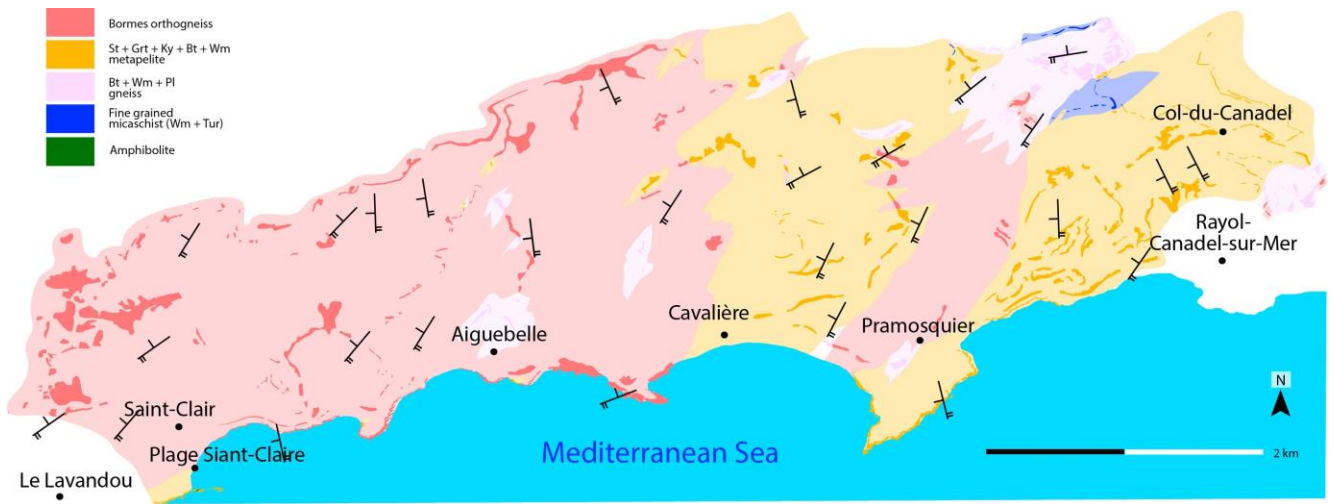 Bormes orthogneiss
St + Grt + Ky + Bt + Wm
metapelite
Bt + Wm + Pl
gneiss
Fine grained
micaschist (Wm + Tur)
Amphibolite
Col-du-Canadel
Rayol-
Canadel-sur-Mer
Cavalière
Pramosquier
Aiguebelle
Saint-Clair
Plage Siant-Claire
Le Lavandou
Mediterranean Sea
N
2 km